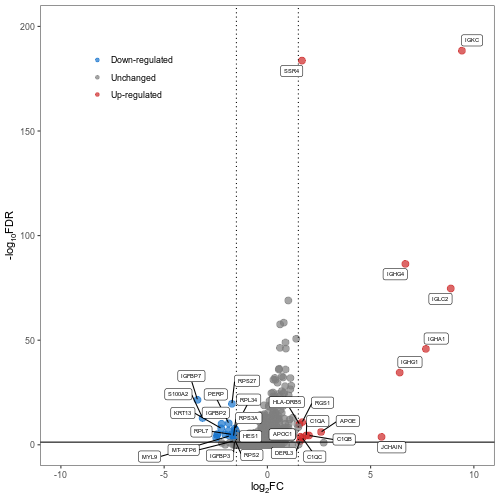 200
150
100
50
0
-log10FDR
-10
-5
0
5
10
log2FC
Down-regulated
Unchanged
Up-regulated
IGKC
SSR4
IGHG4
IGLC2
IGHA1
IGHG1
IGFBP7
RPS27
S100A2
PERP
RPL34
HLA-DRB5
RGS1
KRT13
IGFBP2
RPS3A
C1QA
APOE
RPL7
HES1
APOC1
C1QB
MT-ATP6
MYL9
IGFBP3
RPS2
DERL3
C1QC
JCHAIN